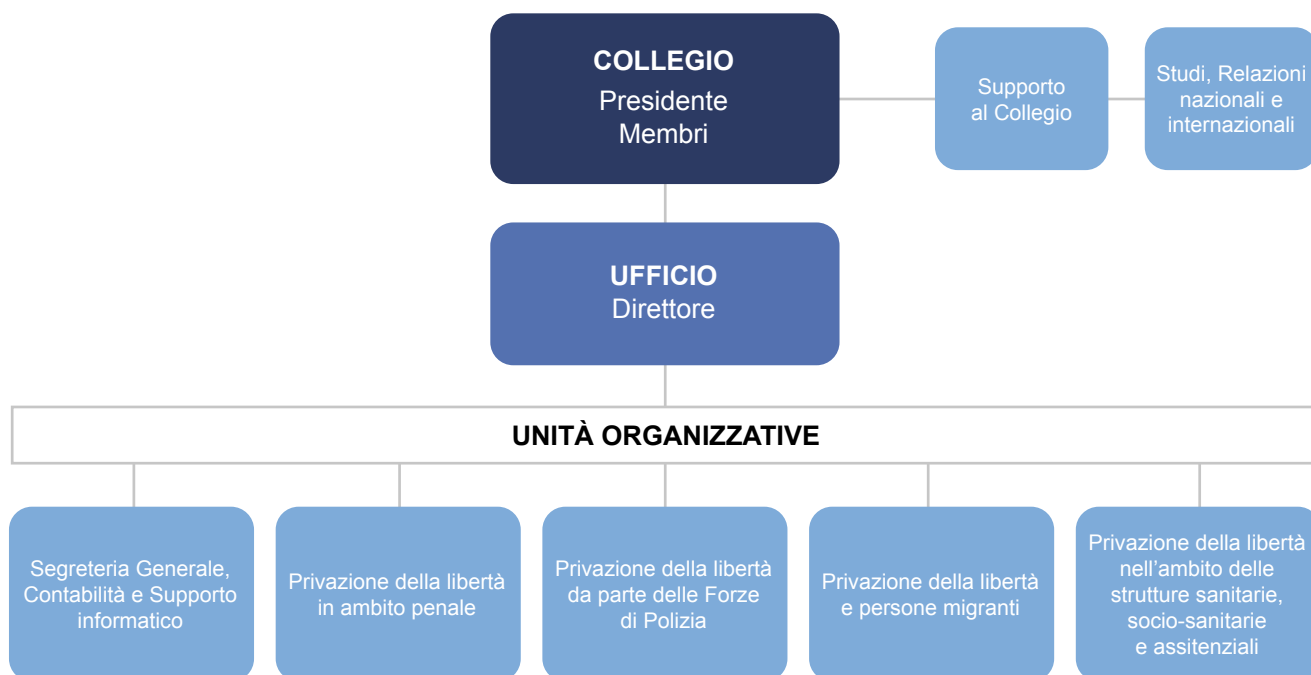 COLLEGIO
Presidente
Membri
Supporto
al Collegio
Studi, Relazioni
nazionali e
internazionali
UFFICIO
Direttore
UNITÀ ORGANIZZATIVE
Segreteria Generale,
Contabilità e Supporto
informatico
Privazione della libertà
in ambito penale
Privazione della libertà
da parte delle Forze
di Polizia
Privazione della libertà
e persone migranti
Privazione della libertà
nell’ambito delle
strutture sanitarie,
socio-sanitarie
e assitenziali